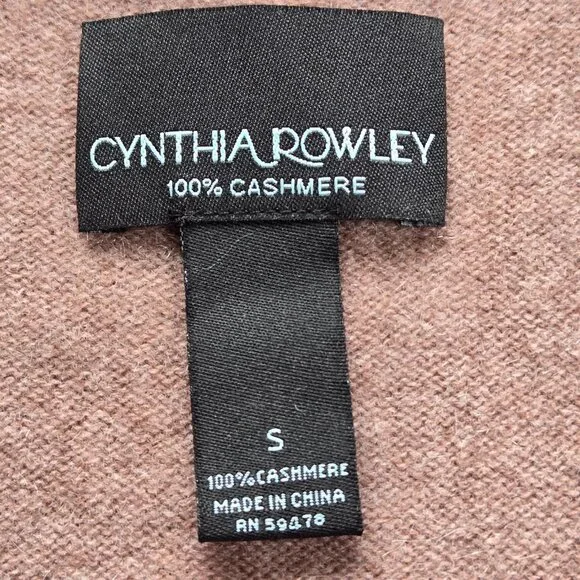 CYNTHIA ROWLEY
100% CASHMERE
S
100% CASHMERE
MADE IN CHINA
RN 59478